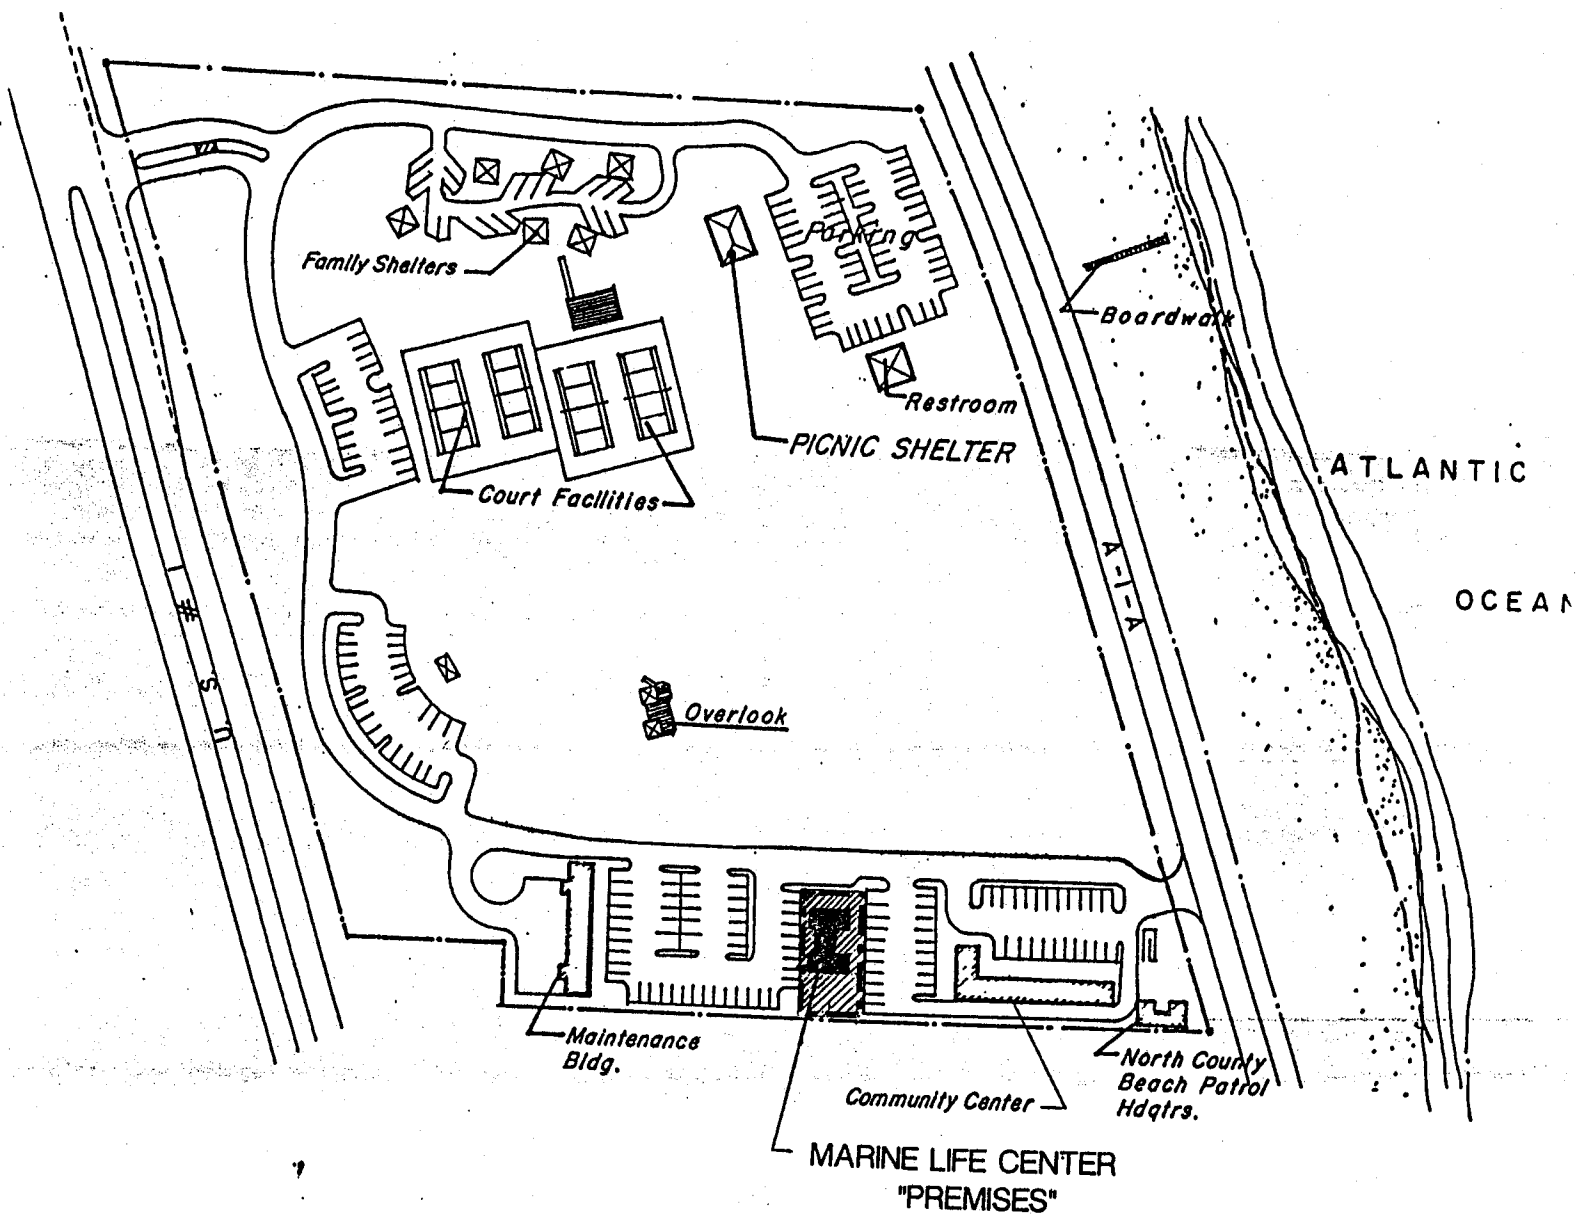 Parking
Family Shelters
Boardwalk
Restroom
PICNIC SHELTER
ATLANTIC
Court Facilities
A-1-A
OCEAN
U S # 1
Overlook
Maintenance
Bldg.
North County
Beach Patrol
Hdqtrs.
Community Center
MARINE LIFE CENTER
"PREMISES"